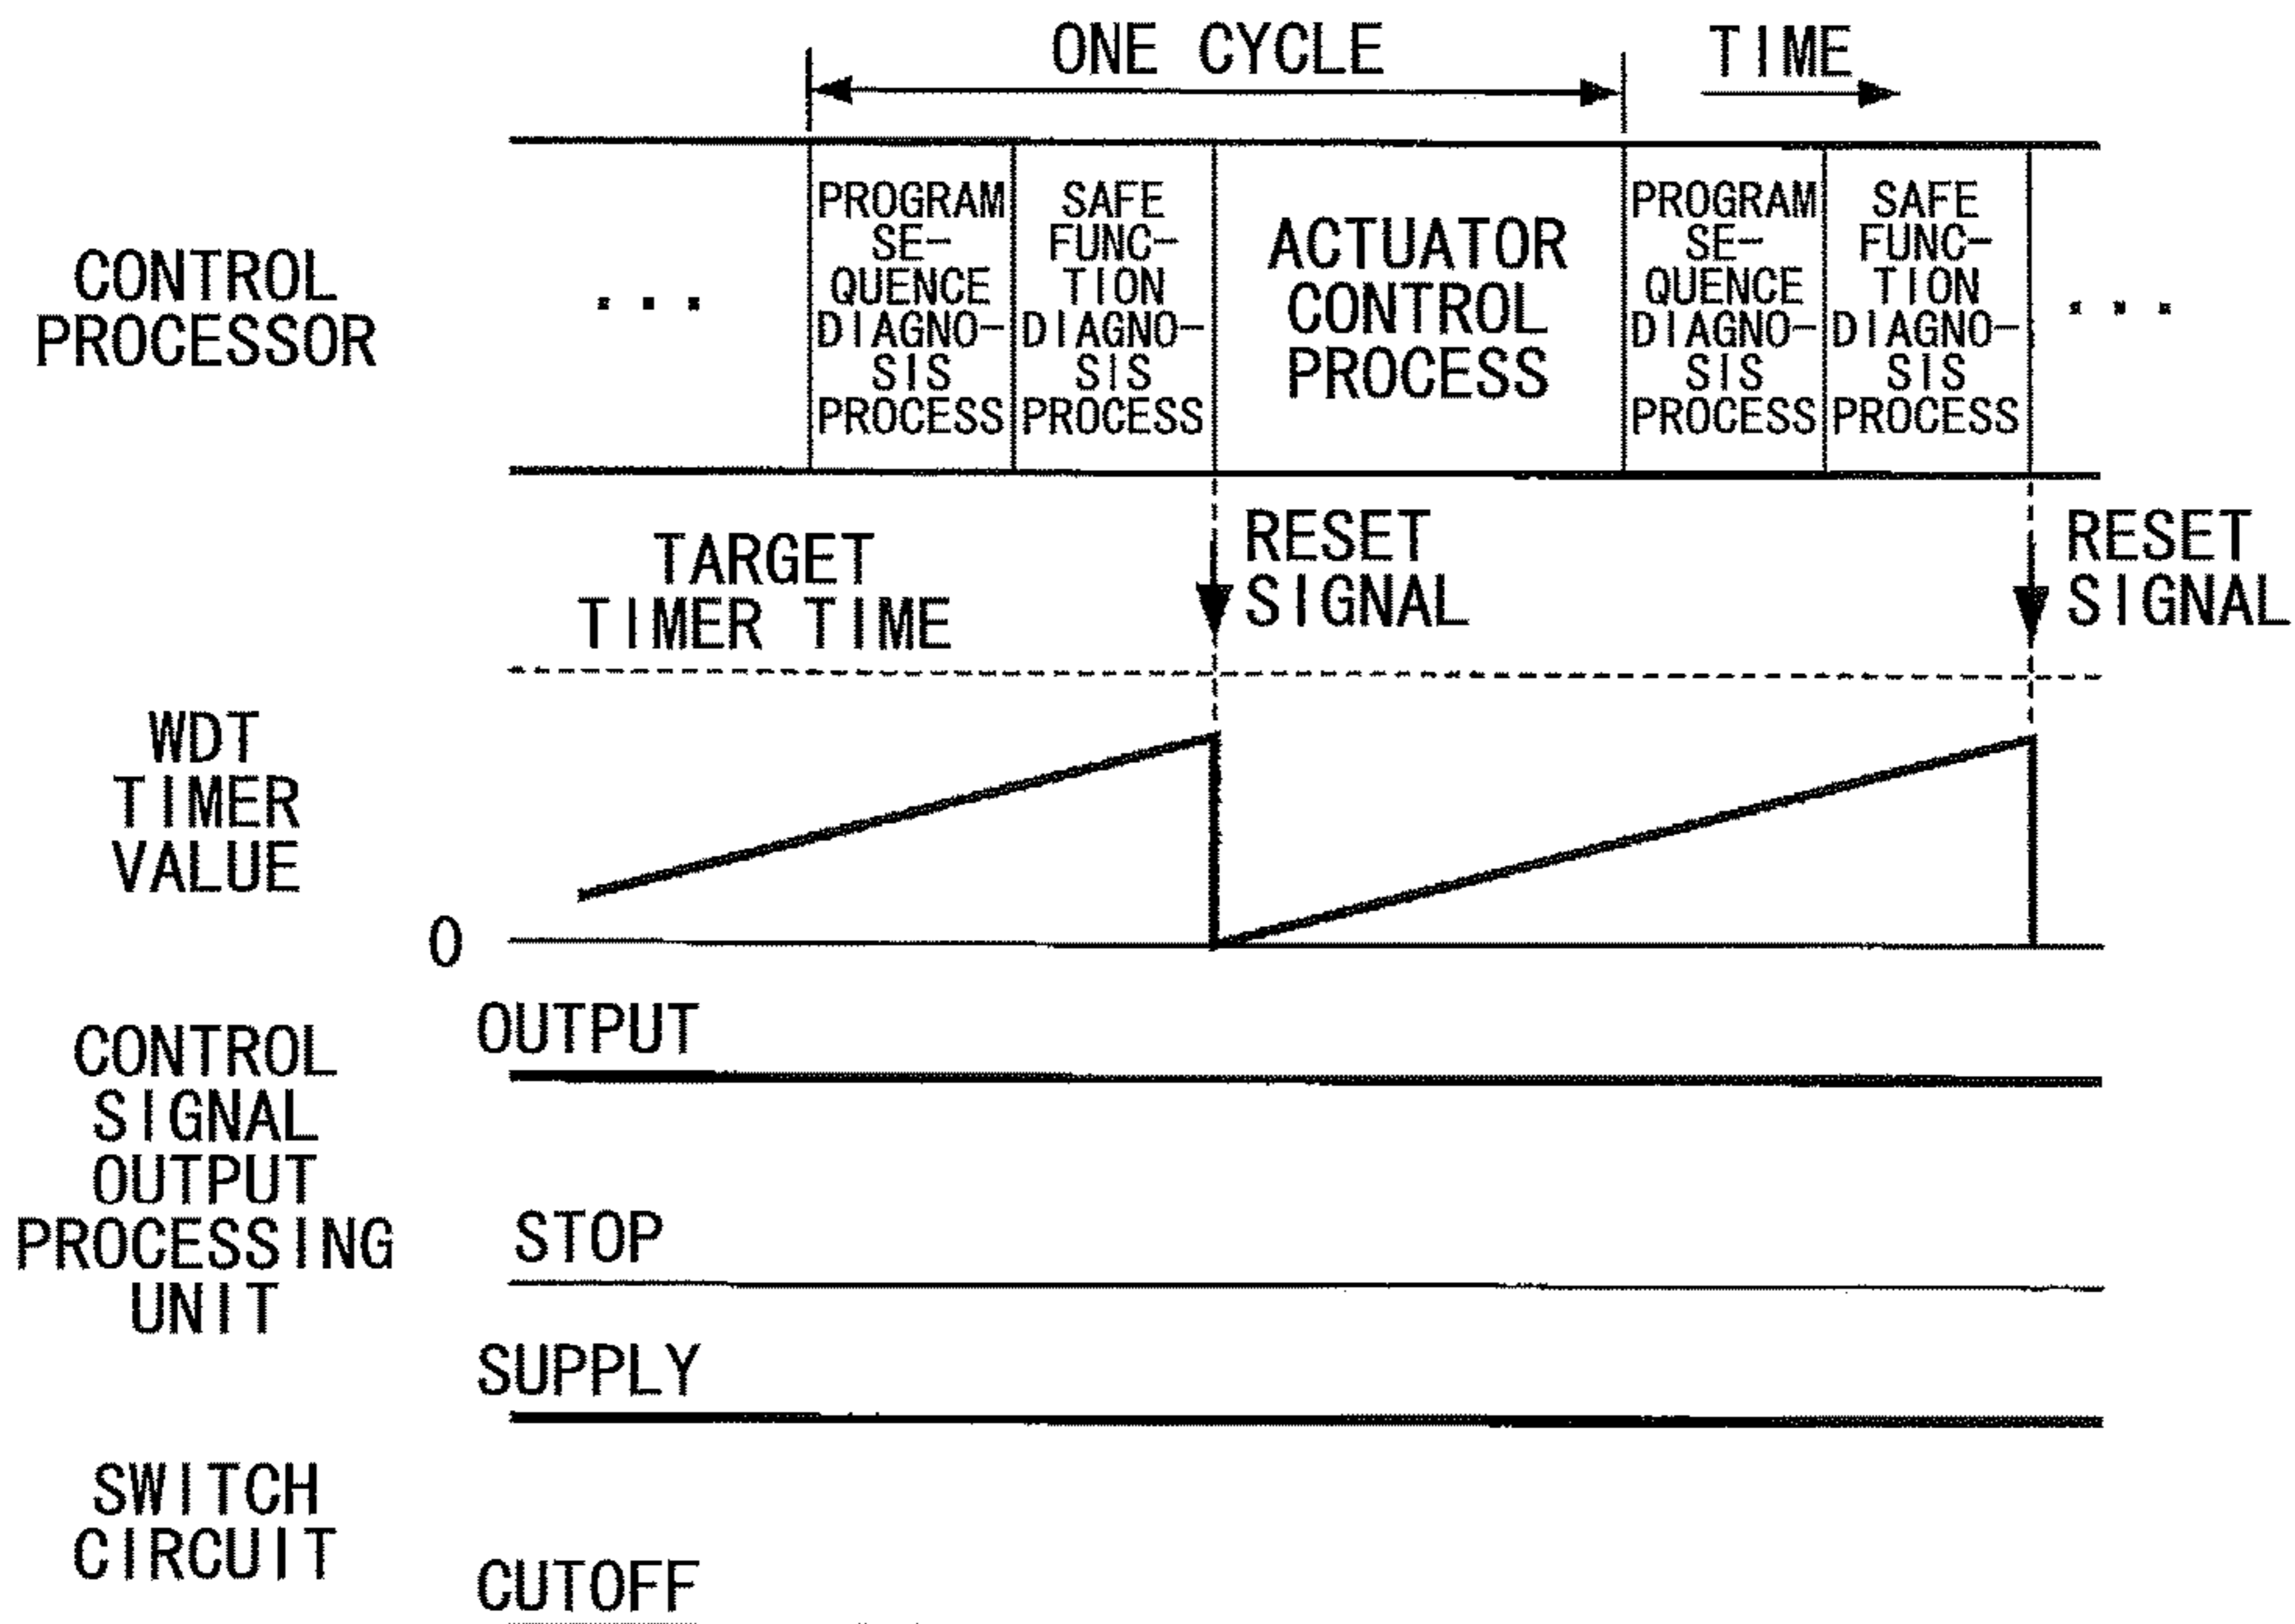 ONE CYCLE
TIME
CONTROL
PROCESSOR
...
PROGRAM
SE-
QUENCE
DIAGNO-
SIS
PROCESS
SAFE
FUNC-
TION
DIAGNO-
SIS
PROCESS
ACTUATOR
CONTROL
PROCESS
PROGRAM
SE-
QUENCE
DIAGNO-
SIS
PROCESS
SAFE
FUNC-
TION
DIAGNO-
SIS
PROCESS
...
TARGET
TIMER TIME
RESET
SIGNAL
RESET
SIGNAL
WDT
TIMER
VALUE
0
CONTROL
SIGNAL
OUTPUT
PROCESSING
UNIT
OUTPUT
STOP
SWITCH
CIRCUIT
SUPPLY
CUTOFF